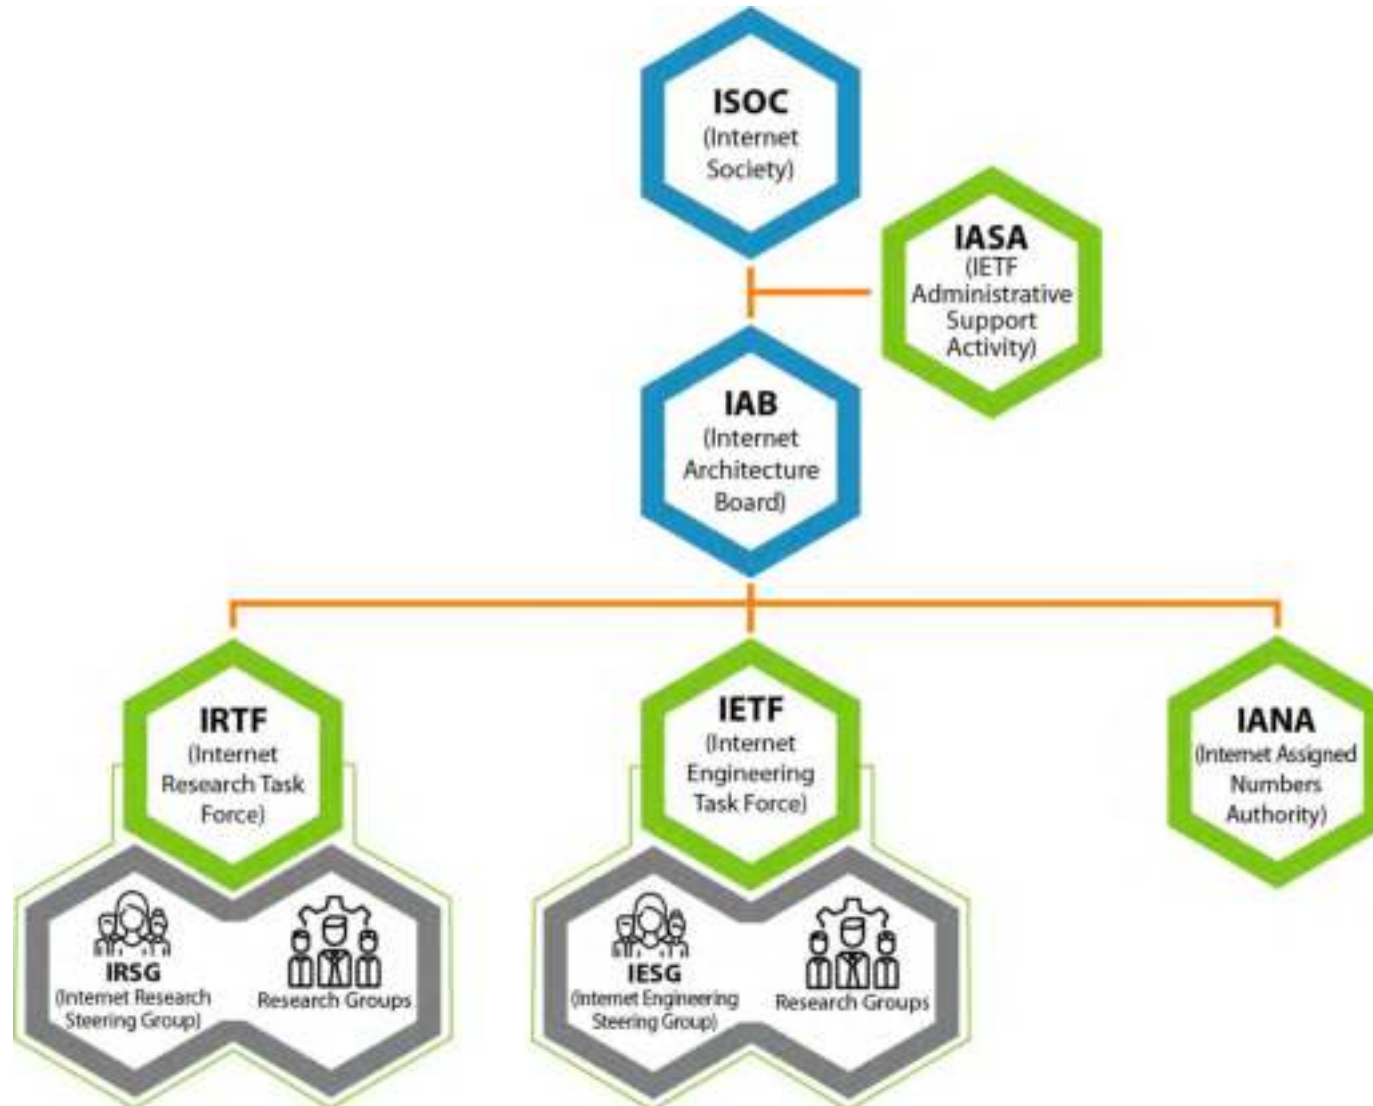 ISOC
(Internet
Society)
IASA
(IETF
Administrative
Support
Activity)
IAB
(Internet
Architecture
Board)
IRTF
(Internet
Research Task
Force)
IETF
(Internet
Engineering
Task Force)
IANA
(Internet Assigned
Numbers
Authority)
IRSG
(Internet Research
Steering Group)
Research Groups
IESG
(Internet Engineering
Steering Group)
Research Groups